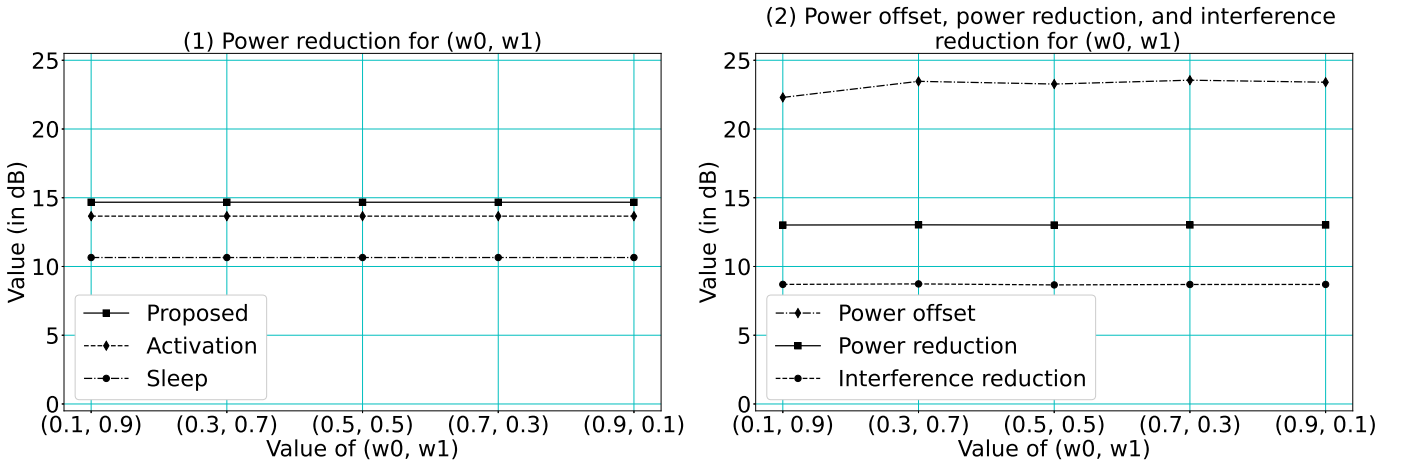 (1) Power reduction for (w0, w1)
25
20
15
10
5
0
Value (in dB)
Proposed
Activation
Sleep
(0.1, 0.9) (0.3, 0.7) (0.5, 0.5) (0.7, 0.3) (0.9, 0.1)
Value of (w0, w1)
(2) Power offset, power reduction, and interference
reduction for (w0, w1)
25
20
15
10
5
0
Value (in dB)
Power offset
Power reduction
Interference reduction
(0.1, 0.9) (0.3, 0.7) (0.5, 0.5) (0.7, 0.3) (0.9, 0.1)
Value of (w0, w1)